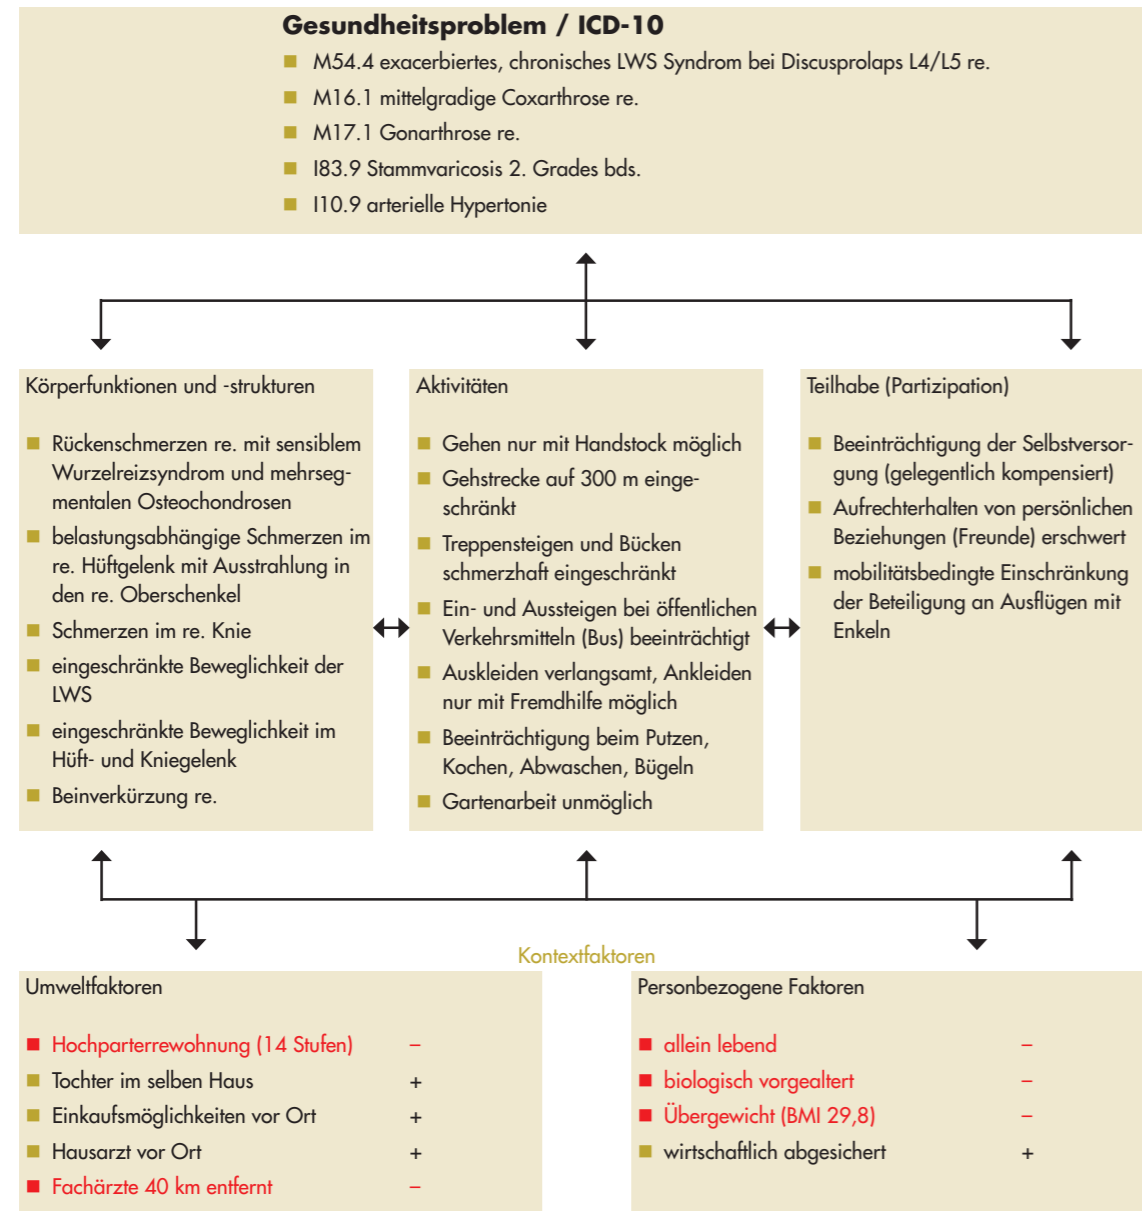 Gesundheitsproblem / ICD-10
M54.4 exacerbiertes, chronisches LWS Syndrom bei Discusprolaps L4/L5 re.
M16.1 mittelgradige Coxarthrose re.
M17.1 Gonarthrose re.
I83.9 Stammvaricosis 2. Grades bds.
I10.9 arterielle Hypertonie
Körperfunktionen und -strukturen
Rückenschmerzen re. mit sensiblem
Wurzelreizsyndrom und mehrseg-
mentalen Osteochondrosen
belastungsabhängige Schmerzen im
re. Hüftgelenk mit Ausstrahlung in
den re. Oberschenkel
Schmerzen im re. Knie
eingeschränkte Beweglichkeit der
LWS
eingeschränkte Beweglichkeit im
Hüft- und Kniegelenk
Beinverkürzung re.
Aktivitäten
Gehen nur mit Handstock möglich
Gehstrecke auf 300 m einge-
schränkt
Treppensteigen und Bücken
schmerzhaft eingeschränkt
Ein- und Aussteigen bei öffentlichen
Verkehrsmitteln (Bus) beeinträchtigt
Auskleiden verlangsamt, Ankleiden
nur mit Fremdhilfe möglich
Beeinträchtigung beim Putzen,
Kochen, Abwaschen, Bügeln
Gartenarbeit unmöglich
Teilhabe (Partizipation)
Beeinträchtigung der Selbstversor-
gung (gelegentlich kompensiert)
Aufrechterhalten von persönlichen
Beziehungen (Freunde) erschwert
mobilitätsbedingte Einschränkung
der Beteiligung an Ausflügen mit
Enkeln
Kontextfaktoren
Umweltfaktoren
Hochparterrewohnung (14 Stufen) –
Tochter im selben Haus +
Einkaufsmöglichkeiten vor Ort +
Hausarzt vor Ort +
Fachärzte 40 km entfernt –
Personbezogene Faktoren
allein lebend –
biologisch vorgealtert –
Übergewicht (BMI 29,8) –
wirtschaftlich abgesichert +